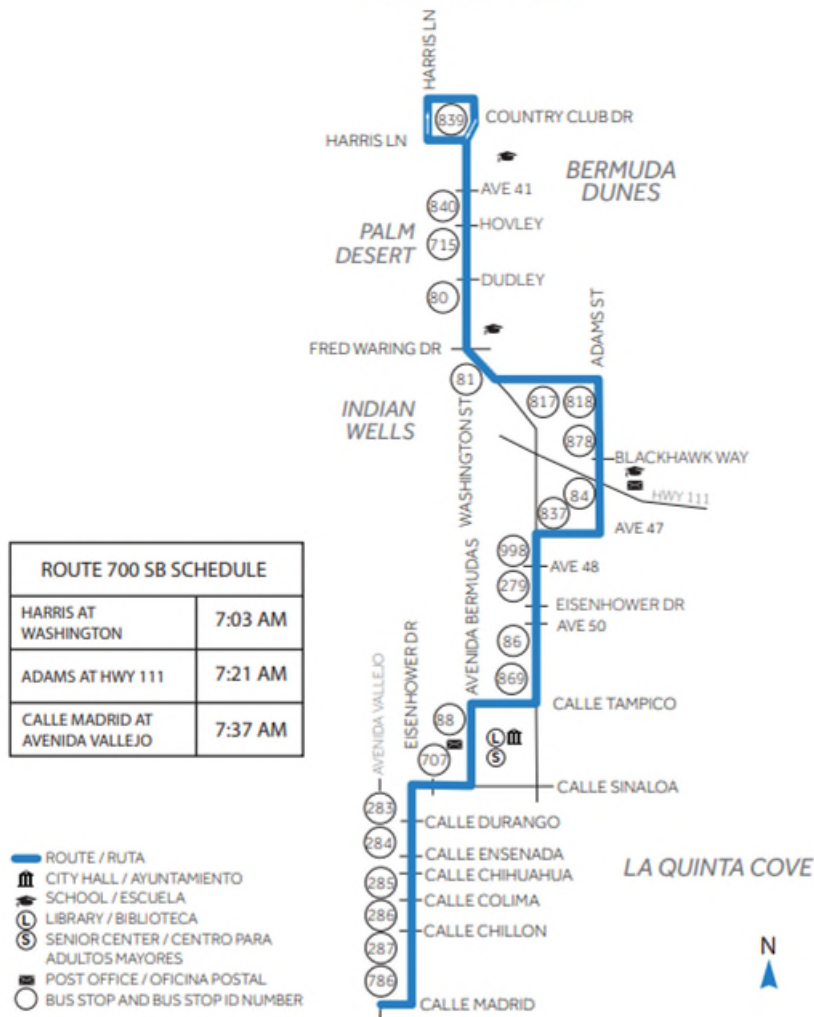 HARRIS LN
839
COUNTRY CLUB DR
HARRIS LN
BERMUDA
DUNES
AVE 41
840
HOVLEY
PALM
DESERT
715
DUDLEY
80
ADAMS ST
FRED WARING DR
81
817
818
INDIAN
WELLS
WASHINGTON ST
878
BLACKHAWK WAY
84
HWY 111
837
AVE 47
998
AVE 48
AVENIDA BERMUDAS
279
EISENHOWER DR
AVE 50
86
869
EISENHOWER DR
AVENIDA VALLEJO
CALLE TAMPICO
88
L
S
707
CALLE SINALOA
283
CALLE DURANGO
284
CALLE ENSENADA
CALLE CHIHUAHUA
LA QUINTA COVE
285
CALLE COLIMA
286
CALLE CHILLON
287
786
CALLE MADRID
N
ROUTE 700 SB SCHEDULE
HARRIS AT
WASHINGTON
7:03 AM
ADAMS AT HWY 111
7:21 AM
CALLE MADRID AT
AVENIDA VALLEJO
7:37 AM
ROUTE / RUTA
CITY HALL / AYUNTAMIENTO
SCHOOL / ESCUELA
L LIBRARY / BIBLIOTECA
S SENIOR CENTER / CENTRO PARA
ADULTOS MAYORES
POST OFFICE / OFICINA POSTAL
BUS STOP AND BUS STOP ID NUMBER